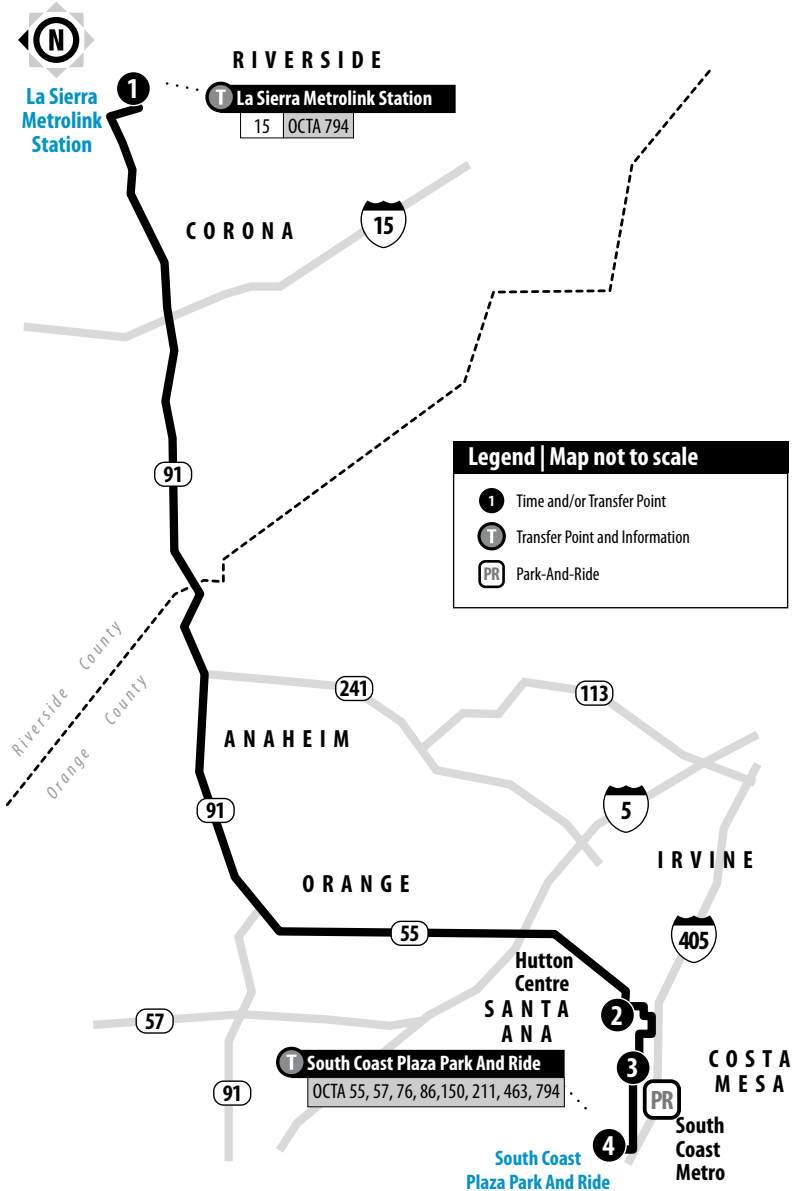 N
RIVERSIDE
La Sierra
Metrolink
Station
1
T La Sierra Metrolink Station
15 OCTA 794
CORONA
15
91
Legend | Map not to scale
1 Time and/or Transfer Point
T Transfer Point and Information
PR Park-And-Ride
Riverside County
Orange County
241
113
ANAHEIM
91
5
IRVINE
ORANGE
55
405
Hutton
Centre
SANTA
ANA
2
57
T South Coast Plaza Park And Ride
OCTA 55, 57, 76, 86,150, 211, 463, 794
3
COSTA
MESA
91
PR
South
Coast
Metro
4
South Coast
Plaza Park And Ride